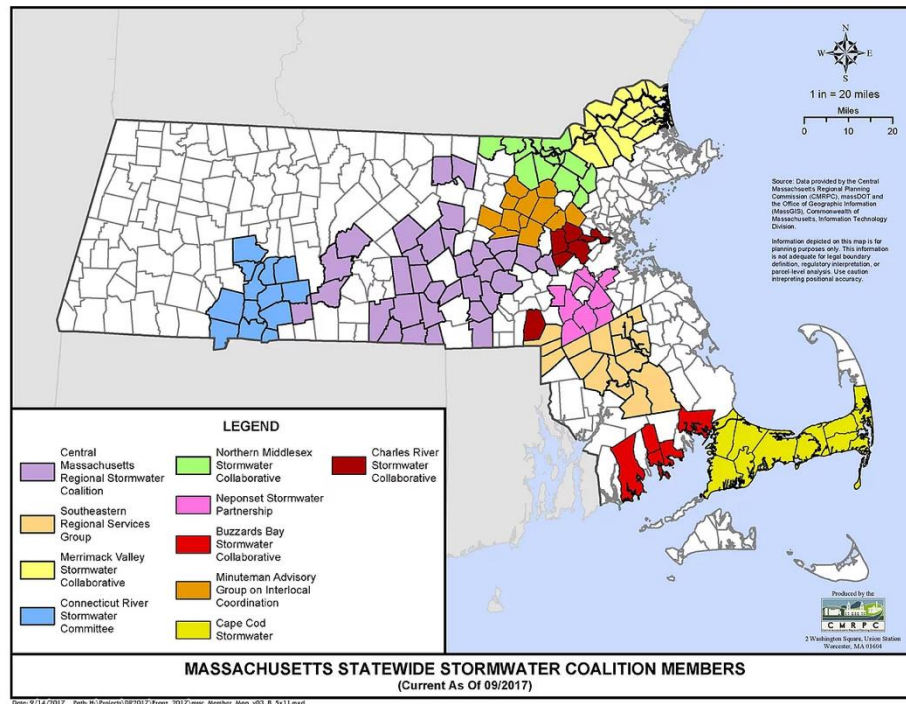 N
W
E
S
1 in = 20 miles
Miles
0
10
20
Source: Data provided by the Central
Massachusetts Regional Planning
Commission (CMRPC), massDOT and
the Office of Geographic Information
(MassGIS), Commonwealth of
Massachusetts, Information Technology
Division.
Information depicted on this map is for
planning purposes only. This information
is not adequate for legal boundary
definition, regulatory interpretation, or
parcel-level analysis. Use caution
intrepreting positional accuracy.
LEGEND
Central
Massachusetts
Regional Stormwater
Coalition
Southeastern
Regional Services
Group
Merrimack Valley
Stormwater
Collaborative
Connecticut River
Stormwater
Committee
Northern Middlesex
Stormwater
Collaborative
Neponset Stormwater
Partnership
Buzzards Bay
Stormwater
Collaborative
Minuteman Advisory
Group on Interlocal
Coordination
Cape Cod
Stormwater
Charles River
Stormwater
Collaborative
Produced by the
CMRPC
2 Washington Square, Union Station
Worcester, MA 01604
MASSACHUSETTS STATEWIDE STORMWATER COALITION MEMBERS
(Current As Of 09/2017)
Date: 9/14/2017